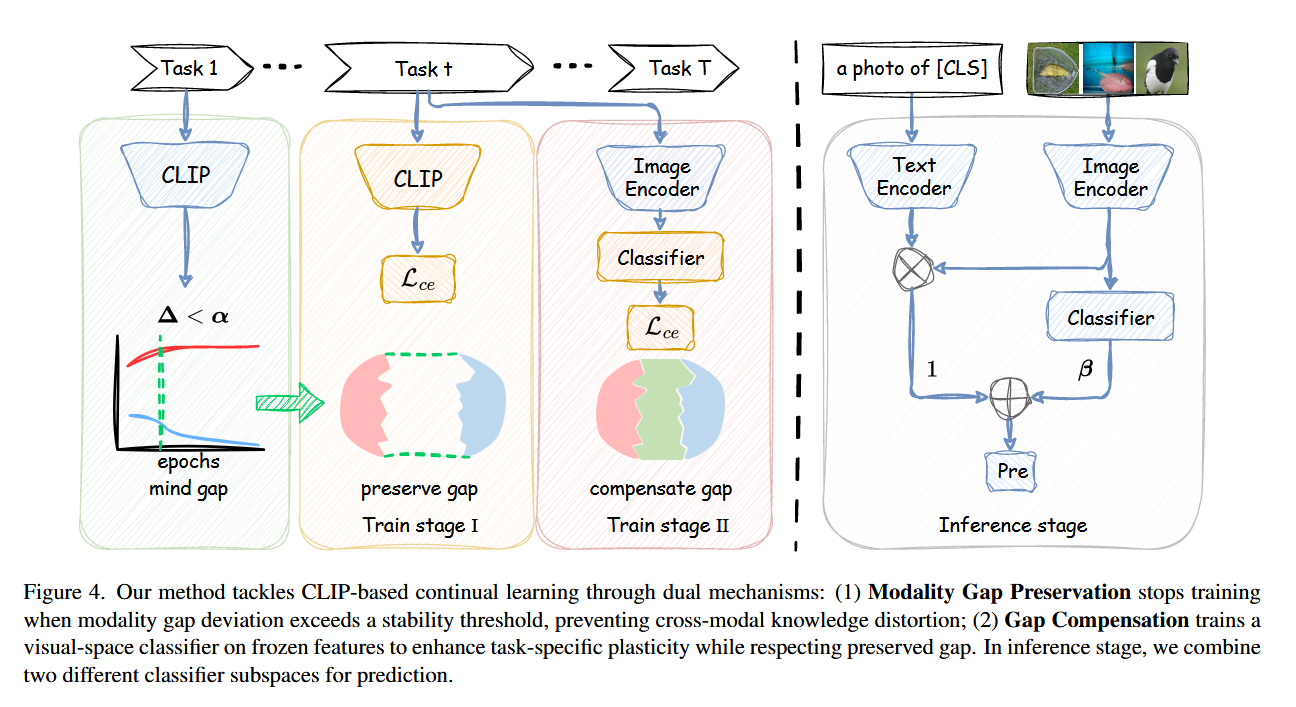 Task 1
Task t
Task T
a photo of [CLS]
CLIP
CLIP
Image
Encoder
Text
Encoder
Image
Encoder
Classifier
ℒce
ℒce
Classifier
Δ < α
1
β
epochs
mind gap
preserve gap
compensate gap
Pre
Train stage I
Train stage II
Inference stage
Figure 4. Our method tackles CLIP-based continual learning through dual mechanisms: (1) Modality Gap Preservation stops training
when modality gap deviation exceeds a stability threshold, preventing cross-modal knowledge distortion; (2) Gap Compensation trains a
visual-space classifier on frozen features to enhance task-specific plasticity while respecting preserved gap. In inference stage, we combine
two different classifier subspaces for prediction.